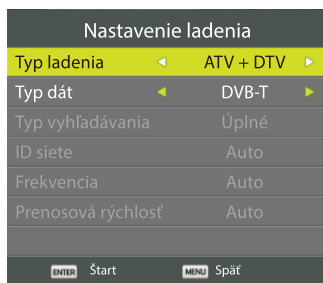 Nastavenie ladenia
Typ ladenia ATV + DTV
Typ dát DVB-T
Typ vyhľadávania Úplné
ID siete Auto
Frekvencia Auto
Prenosová rýchlosť Auto
ENTER Štart MENU Späť